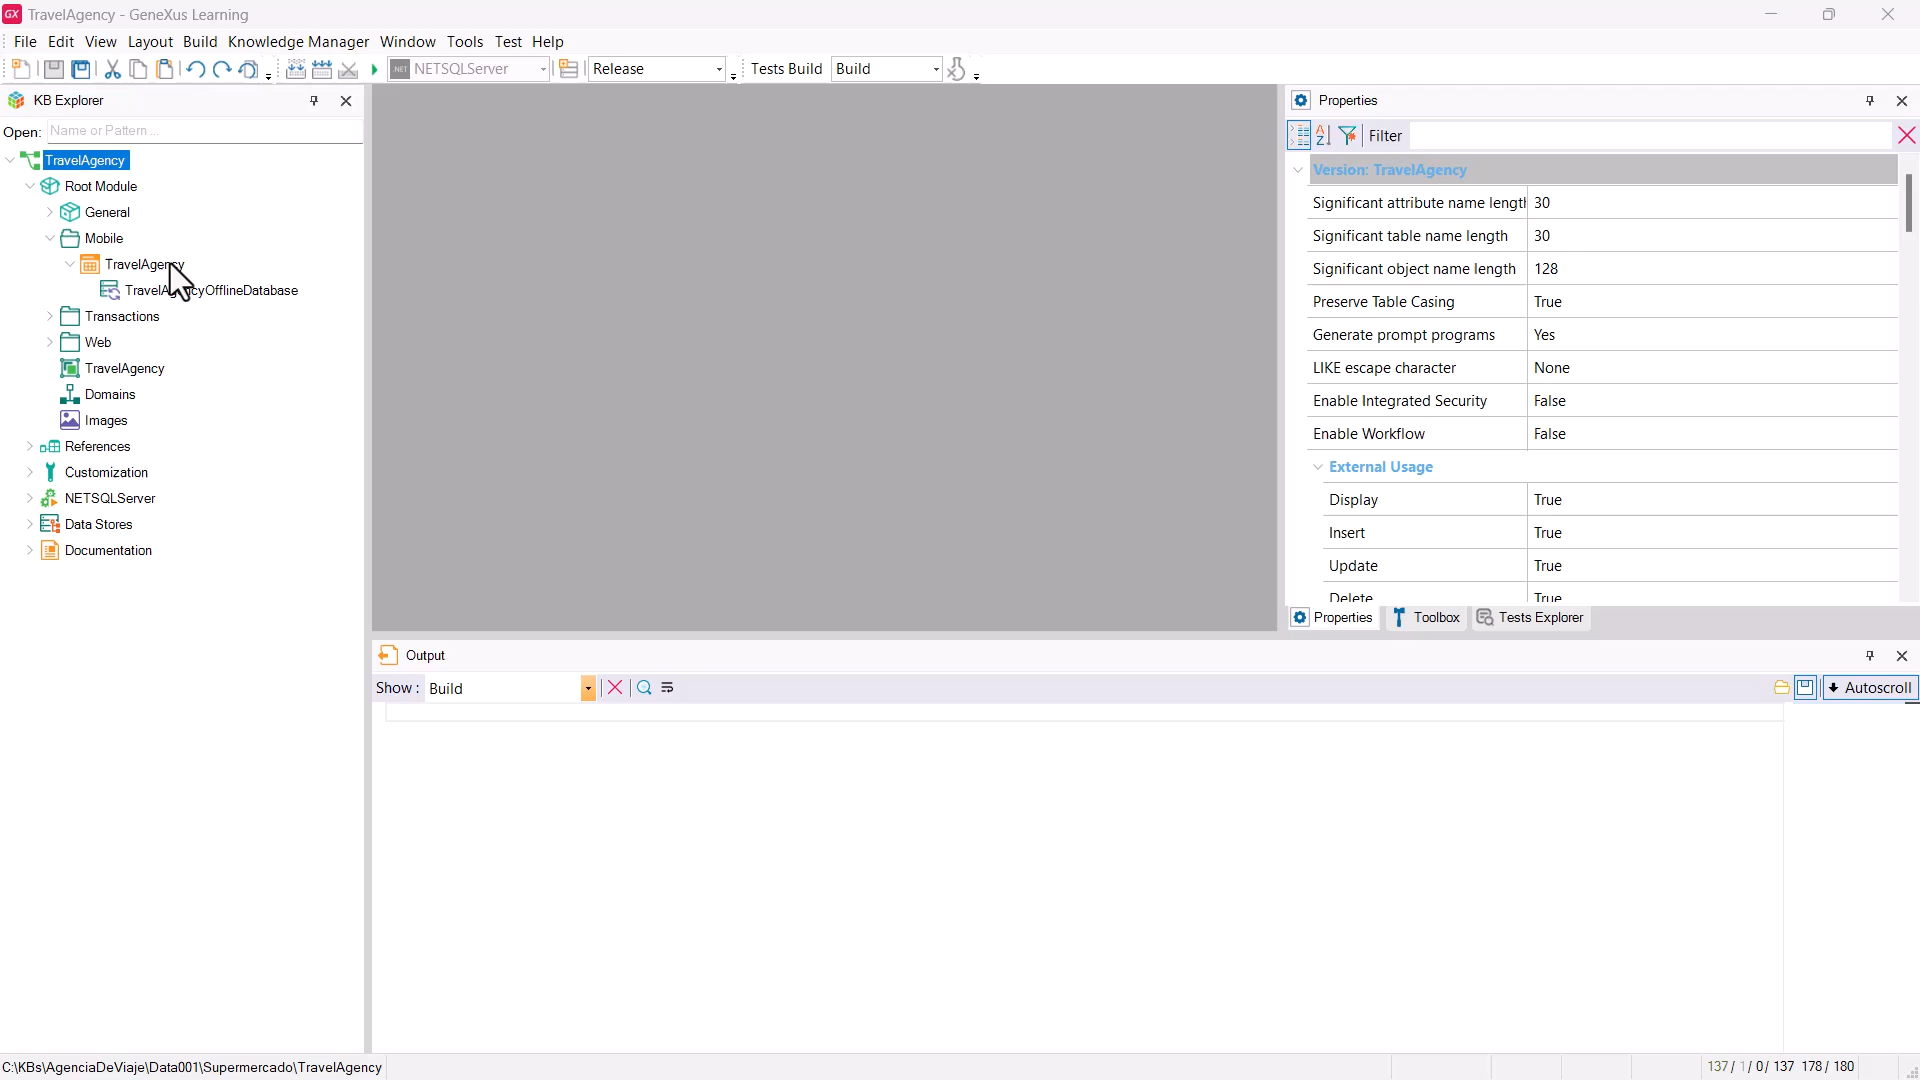 TravelAgency - GeneXus Learning
File Edit View Layout Build Knowledge Manager Window Tools Test Help
NETSQLServer Release Tests Build Build
KB Explorer
Open: Name or Pattern ...
TravelAgency
Root Module
General
Mobile
TravelAgency
TravelAgencyOfflineDatabase
Transactions
Web
TravelAgency
Domains
Images
References
Customization
NETSQLServer
Data Stores
Documentation
Properties
Filter
Version: TravelAgency
Significant attribute name lengtl 30
Significant table name length 30
Significant object name length 128
Preserve Table Casing True
Generate prompt programs Yes
LIKE escape character None
Enable Integrated Security False
Enable Workflow False
External Usage
Display True
Insert True
Update True
Delete True
Properties Toolbox Tests Explorer
Output
Show : Build Autoscroll
C:\KBs\AgenciaDeViaje\Data001\Supermercado\TravelAgency 137/ 1/ 0/ 137 178 / 180